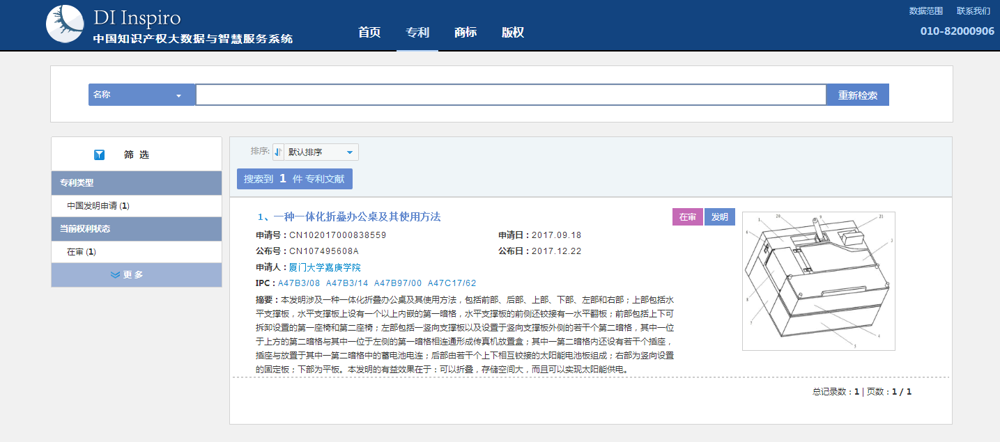 DI Inspiro
中国知识产权大数据与智慧服务系统
首页 专利 商标 版权
数据范围 联系我们
010-82000906
名称
重新检索
筛 选
专利类型
中国发明申请 (1)
当前权利状态
在审 (1)
更 多
排序: 默认排序
搜索到 1 件 专利文献
1、一种一体化折叠办公桌及其使用方法
在审 发明
申请号：CN102017000838559 申请日：2017.09.18
公布号：CN107495608A 公布日：2017.12.22
申请人：厦门大学嘉庚学院
IPC：A47B3/08 A47B3/14 A47B97/00 A47C17/62
摘要：本发明涉及一种一体化折叠办公桌及其使用方法，包括前部、后部、上部、下部、左部和右部；上部包括水
平支撑板，水平支撑板上设有一个以上内嵌的第一暗格，水平支撑板的前侧还铰接有一水平翻板；前部包括上下可
拆卸设置的第一座椅和第二座椅；左部包括一竖向支撑板以及设置于竖向支撑板外侧的若干个第二暗格，其中一位
于上方的第二暗格与其中一位于左侧的第一暗格相连通形成传真机放置盒；其中一第二暗格内还设有若干个插座，
插座与放置于其中一第二暗格中的蓄电池电连；后部由若干个上下相互铰接的太阳能电池板组成；右部为竖向设置
的固定板；下部为平板。本发明的有益效果在于：可以折叠，存储空间大，而且可以实现太阳能供电。
1 20 9 21
6 2
8
7 4
3
总记录数：1 | 页数：1 / 1